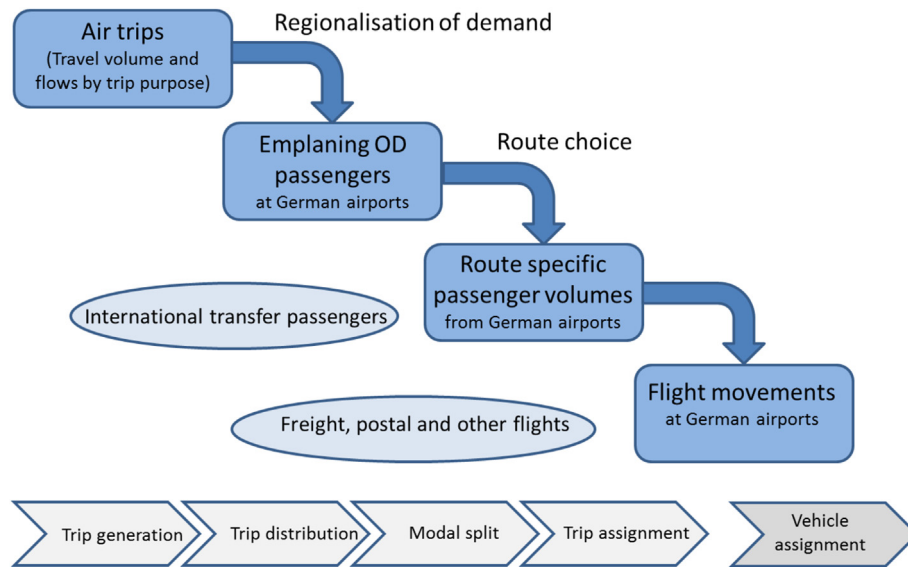 Air trips
(Travel volume and
flows by trip purpose)
Regionalisation of demand
Emplaning OD
passengers
at German airports
Route choice
Route specific
passenger volumes
from German airports
International transfer passengers
Flight movements
at German airports
Freight, postal and other flights
Trip generation
Trip distribution
Modal split
Trip assignment
Vehicle
assignment